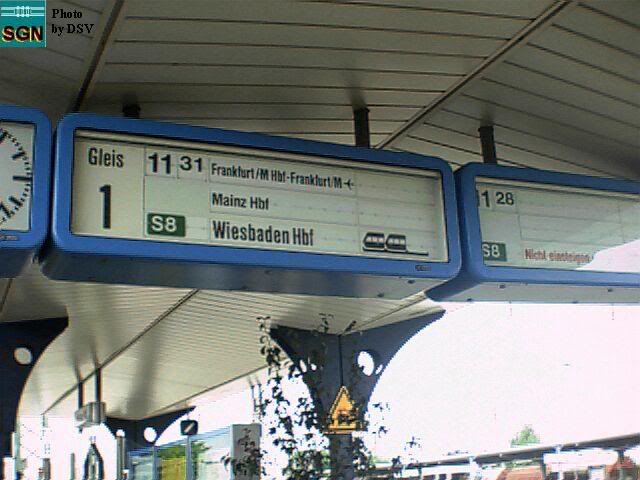 SGN
Photo
by DSV
Gleis
1
11 31
Frankfurt/M Hbf-Frankfurt/M
Mainz Hbf
S8
Wiesbaden Hbf
11 28
S8
Nicht einsteigen